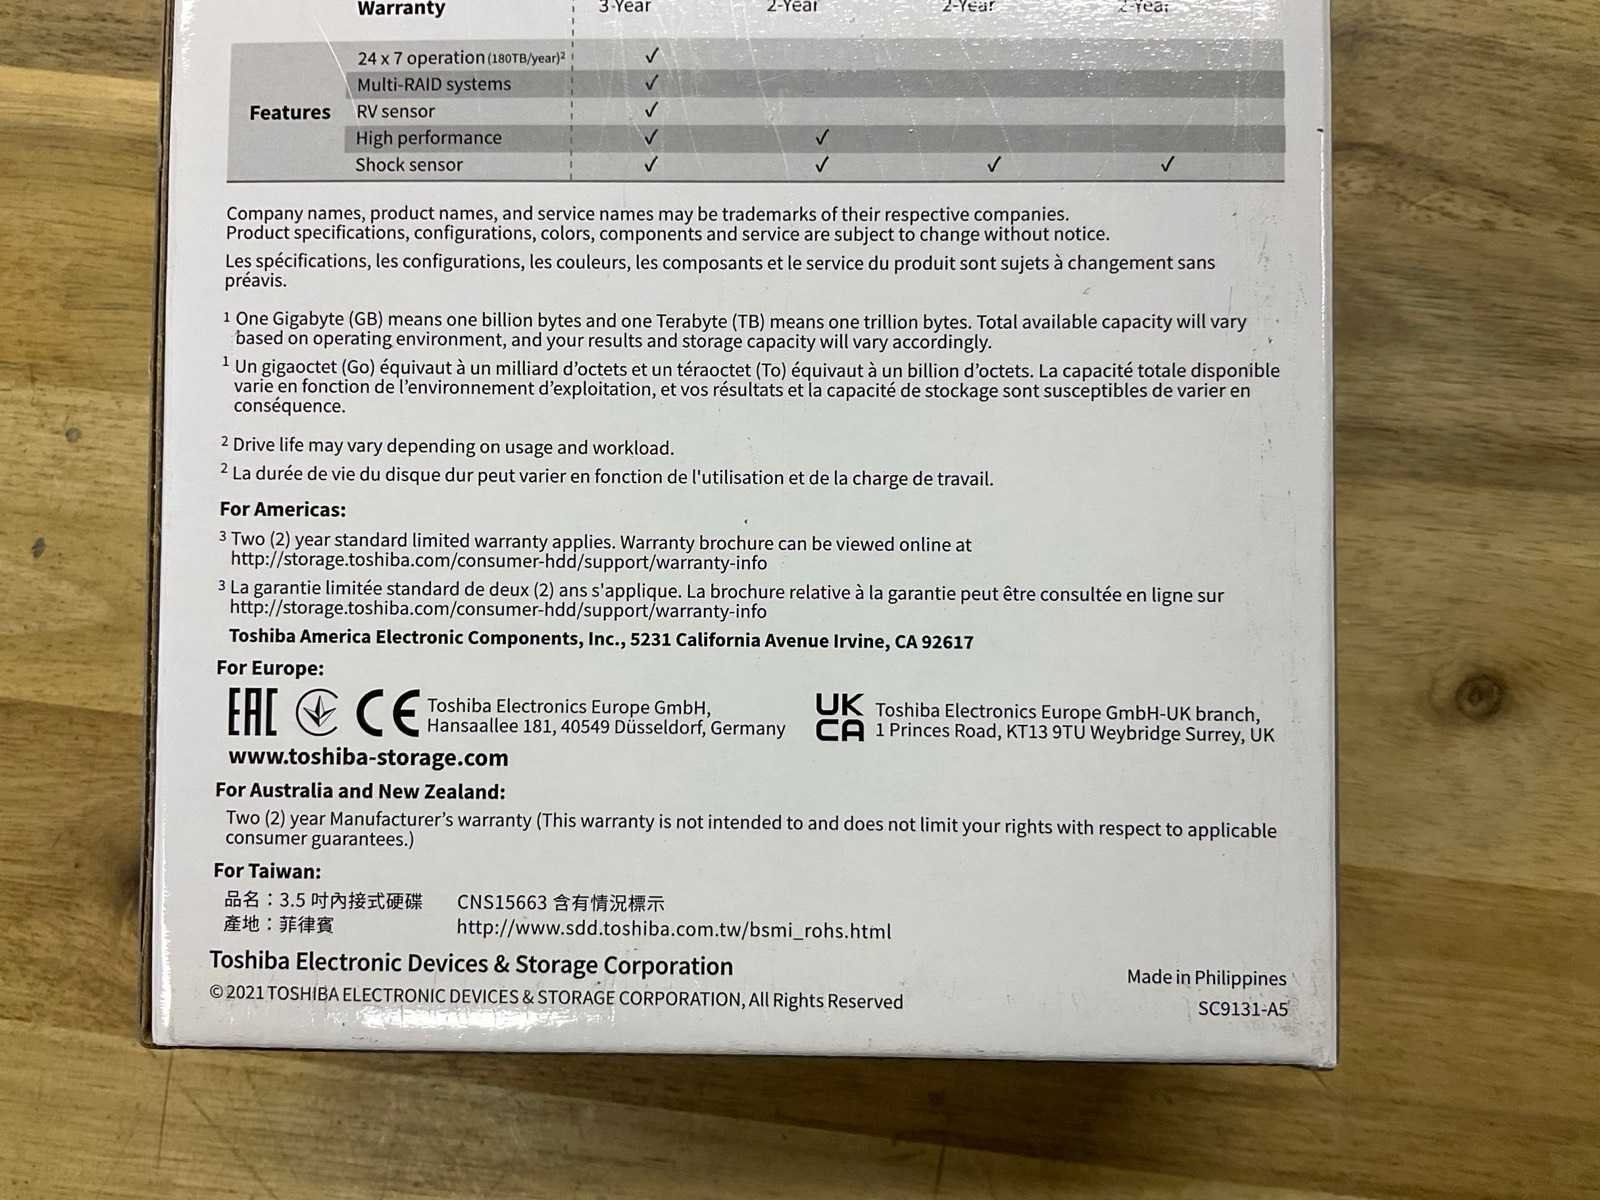 Warranty 3-Year 2-Year 2-Year 2-Year
24 x 7 operation (180TB/year)² ✓
Multi-RAID systems ✓
Features RV sensor ✓
High performance ✓ ✓
Shock sensor ✓ ✓ ✓ ✓
Company names, product names, and service names may be trademarks of their respective companies.
Product specifications, configurations, colors, components and service are subject to change without notice.
Les spécifications, les configurations, les couleurs, les composants et le service du produit sont sujets à changement sans
préavis.
¹ One Gigabyte (GB) means one billion bytes and one Terabyte (TB) means one trillion bytes. Total available capacity will vary
based on operating environment, and your results and storage capacity will vary accordingly.
¹ Un gigaoctet (Go) équivaut à un milliard d’octets et un téraoctet (To) équivaut à un billion d’octets. La capacité totale disponible
varie en fonction de l’environnement d’exploitation, et vos résultats et la capacité de stockage sont susceptibles de varier en
conséquence.
² Drive life may vary depending on usage and workload.
² La durée de vie du disque dur peut varier en fonction de l'utilisation et de la charge de travail.
For Americas:
³ Two (2) year standard limited warranty applies. Warranty brochure can be viewed online at
http://storage.toshiba.com/consumer-hdd/support/warranty-info
³ La garantie limitée standard de deux (2) ans s'applique. La brochure relative à la garantie peut être consultée en ligne sur
http://storage.toshiba.com/consumer-hdd/support/warranty-info
Toshiba America Electronic Components, Inc., 5231 California Avenue Irvine, CA 92617
For Europe:
EAC CE Toshiba Electronics Europe GmbH,
Hansaallee 181, 40549 Düsseldorf, Germany
UK
CA
Toshiba Electronics Europe GmbH-UK branch,
1 Princes Road, KT13 9TU Weybridge Surrey, UK
www.toshiba-storage.com
For Australia and New Zealand:
Two (2) year Manufacturer’s warranty (This warranty is not intended to and does not limit your rights with respect to applicable
consumer guarantees.)
For Taiwan:
品名：3.5 吋內接式硬碟 CNS15663 含有情況標示
產地：菲律賓 http://www.sdd.toshiba.com.tw/bsmi_rohs.html
Toshiba Electronic Devices & Storage Corporation
©2021 TOSHIBA ELECTRONIC DEVICES & STORAGE CORPORATION, All Rights Reserved
Made in Philippines
SC9131-A5